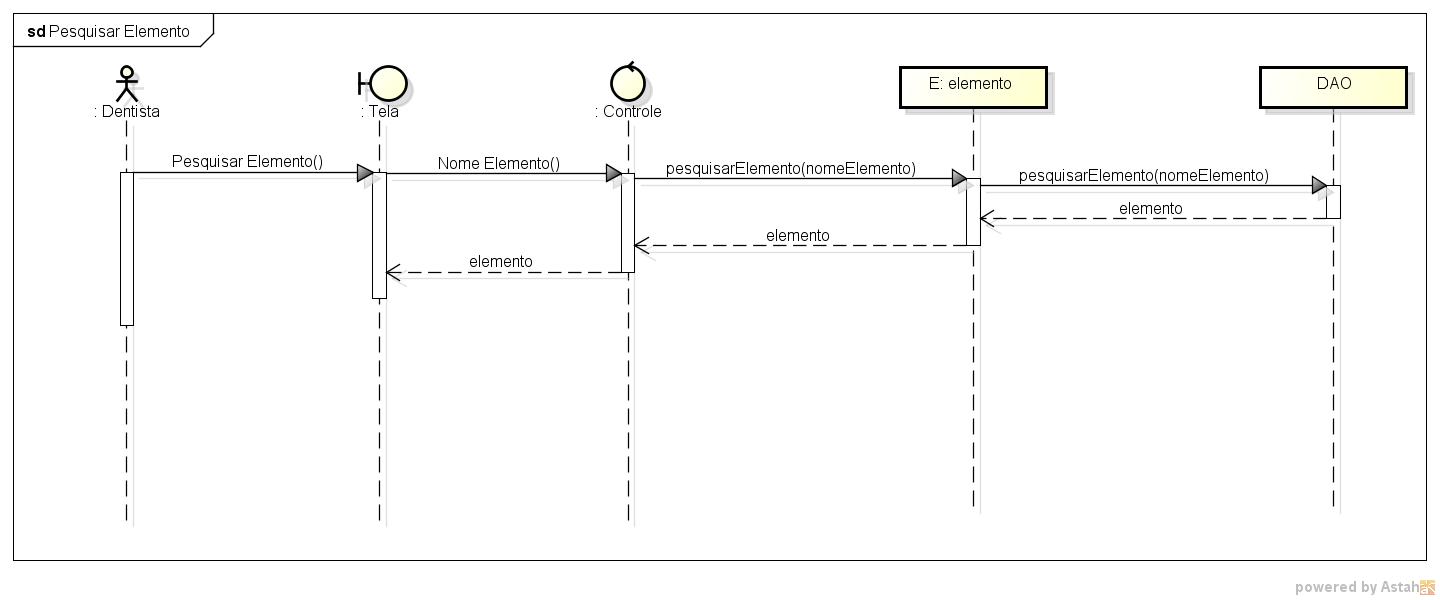 sd Pesquisar Elemento
: Dentista
: Tela
: Controle
E: elemento
DAO
Pesquisar Elemento()
Nome Elemento()
pesquisarElemento(nomeElemento)
pesquisarElemento(nomeElemento)
elemento
elemento
elemento
powered by Astah